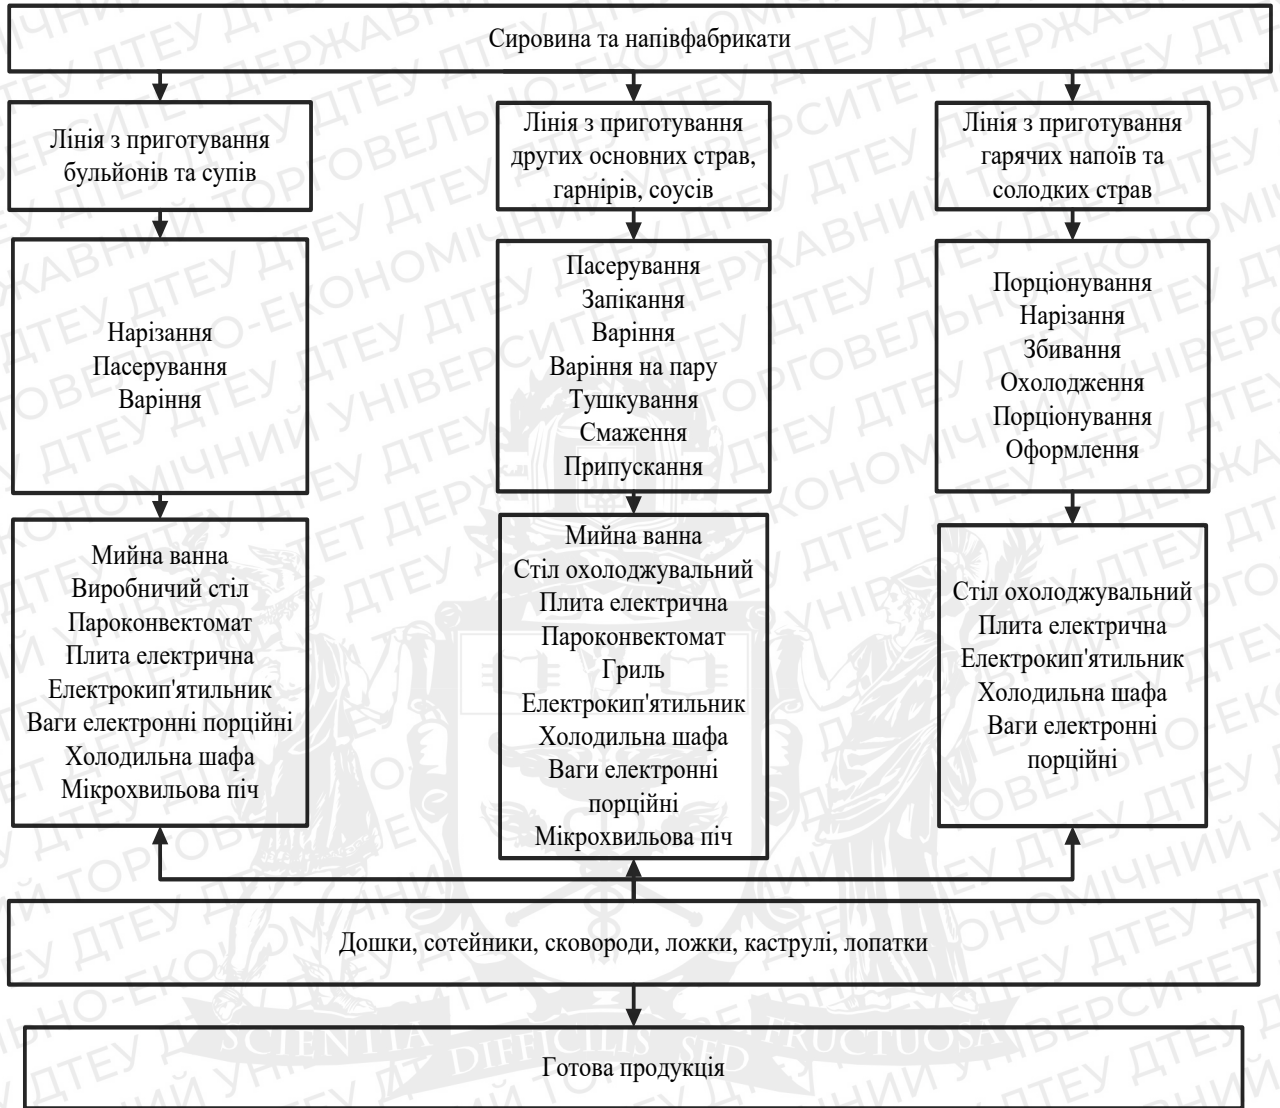 Сировина та напівфабрикати
Лінія з приготування
бульйонів та супів
Лінія з приготування
других основних страв,
гарнірів, соусів
Лінія з приготування
гарячих напоїв та
солодких страв
Нарізання
Пасерування
Варіння
Пасерування
Запікання
Варіння
Варіння на пару
Тушкування
Смаження
Припускання
Порціонування
Нарізання
Збивання
Охолодження
Порціонування
Оформлення
Мийна ванна
Виробничий стіл
Пароконвектомат
Плита електрична
Електрокип'ятильник
Ваги електронні порційні
Холодильна шафа
Мікрохвильова піч
Мийна ванна
Стіл охолоджувальний
Плита електрична
Пароконвектомат
Гриль
Електрокип'ятильник
Холодильна шафа
Ваги електронні
порційні
Мікрохвильова піч
Стіл охолоджувальний
Плита електрична
Електрокип'ятильник
Холодильна шафа
Ваги електронні
порційні
Дошки, сотейники, сковороди, ложки, каструлі, лопатки
Готова продукція
SCIENTIA DIFFICILIS SED FRUCTUOSA